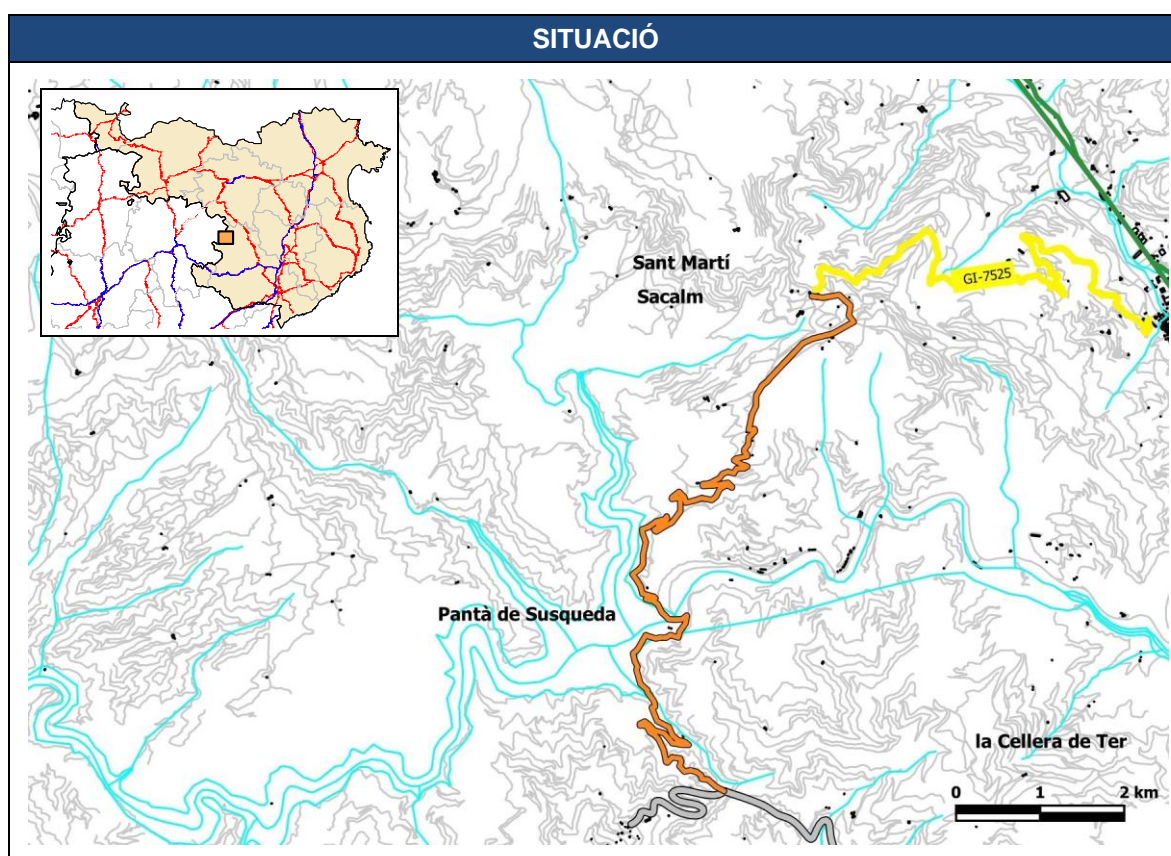 SITUACIÓ
Sant Martí
Sacalm
GI-7525
Pantà de Susqueda
la Cellera de Ter
0 1 2 km